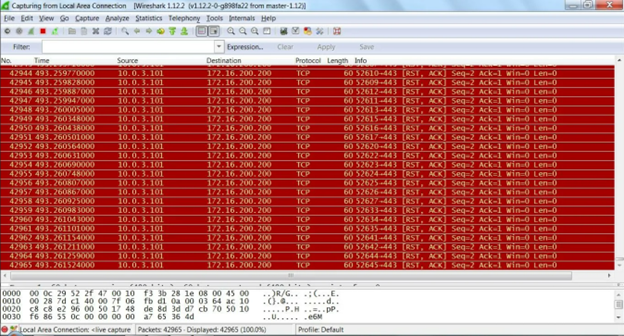 Capturing from Local Area Connection [Wireshark 1.12.2 (v1.12.2-0-g898fa22 from master-1.12)]
File Edit View Go Capture Analyze Statistics Telephony Tools Internals Help
Filter: Expression... Clear Apply Save
No. Time Source Destination Protocol Length Info
42944 493.259770000 10.0.3.101 172.16.200.200 TCP 60 52610→443 [RST, ACK] Seq=2 Ack=1 Win=0 Len=0
42945 493.259828000 10.0.3.101 172.16.200.200 TCP 60 52611→443 [RST, ACK] Seq=2 Ack=1 Win=0 Len=0
42946 493.259887000 10.0.3.101 172.16.200.200 TCP 60 52612→443 [RST, ACK] Seq=2 Ack=1 Win=0 Len=0
42947 493.259947000 10.0.3.101 172.16.200.200 TCP 60 52613→443 [RST, ACK] Seq=2 Ack=1 Win=0 Len=0
42948 493.260005000 10.0.3.101 172.16.200.200 TCP 60 52614→443 [RST, ACK] Seq=2 Ack=1 Win=0 Len=0
42949 493.260348000 10.0.3.101 172.16.200.200 TCP 60 52615→443 [RST, ACK] Seq=2 Ack=1 Win=0 Len=0
42950 493.260438000 10.0.3.101 172.16.200.200 TCP 60 52616→443 [RST, ACK] Seq=2 Ack=1 Win=0 Len=0
42951 493.260501000 10.0.3.101 172.16.200.200 TCP 60 52617→443 [RST, ACK] Seq=2 Ack=1 Win=0 Len=0
42952 493.260564000 10.0.3.101 172.16.200.200 TCP 60 52620→443 [RST, ACK] Seq=2 Ack=1 Win=0 Len=0
42953 493.260631000 10.0.3.101 172.16.200.200 TCP 60 52622→443 [RST, ACK] Seq=2 Ack=1 Win=0 Len=0
42954 493.260690000 10.0.3.101 172.16.200.200 TCP 60 52623→443 [RST, ACK] Seq=2 Ack=1 Win=0 Len=0
42955 493.260748000 10.0.3.101 172.16.200.200 TCP 60 52624→443 [RST, ACK] Seq=2 Ack=1 Win=0 Len=0
42956 493.260807000 10.0.3.101 172.16.200.200 TCP 60 52625→443 [RST, ACK] Seq=2 Ack=1 Win=0 Len=0
42957 493.260867000 10.0.3.101 172.16.200.200 TCP 60 52626→443 [RST, ACK] Seq=2 Ack=1 Win=0 Len=0
42958 493.260925000 10.0.3.101 172.16.200.200 TCP 60 52627→443 [RST, ACK] Seq=2 Ack=1 Win=0 Len=0
42959 493.260983000 10.0.3.101 172.16.200.200 TCP 60 52633→443 [RST, ACK] Seq=2 Ack=1 Win=0 Len=0
42960 493.261043000 10.0.3.101 172.16.200.200 TCP 60 52634→443 [RST, ACK] Seq=2 Ack=1 Win=0 Len=0
42961 493.261101000 10.0.3.101 172.16.200.200 TCP 60 52635→443 [RST, ACK] Seq=2 Ack=1 Win=0 Len=0
42962 493.261154000 10.0.3.101 172.16.200.200 TCP 60 52641→443 [RST, ACK] Seq=2 Ack=1 Win=0 Len=0
42963 493.261211000 10.0.3.101 172.16.200.200 TCP 60 52642→443 [RST, ACK] Seq=2 Ack=1 Win=0 Len=0
42964 493.261259000 10.0.3.101 172.16.200.200 TCP 60 52644→443 [RST, ACK] Seq=2 Ack=1 Win=0 Len=0
42965 493.261524000 10.0.3.101 172.16.200.200 TCP 60 52645→443 [RST, ACK] Seq=2 Ack=1 Win=0 Len=0
0000 00 0c 29 52 2f 47 00 10 f3 3b 28 1e 08 00 45 00 ..)R/G.. .;(...E.
0010 00 28 7d c1 40 00 7f 06 fb d1 0a 00 03 64 ac 10 .(}.@... .....d..
0020 c8 c8 e2 96 00 50 17 48 de 8d 3d d7 cb 70 50 10 .....P.H ..=..pP.
0030 f6 86 55 0c 00 00 00 00 a7 65 36 4d ..U..... .e6M
Local Area Connection: <live capture Packets: 42965 · Displayed: 42965 (100.0%) Profile: Default